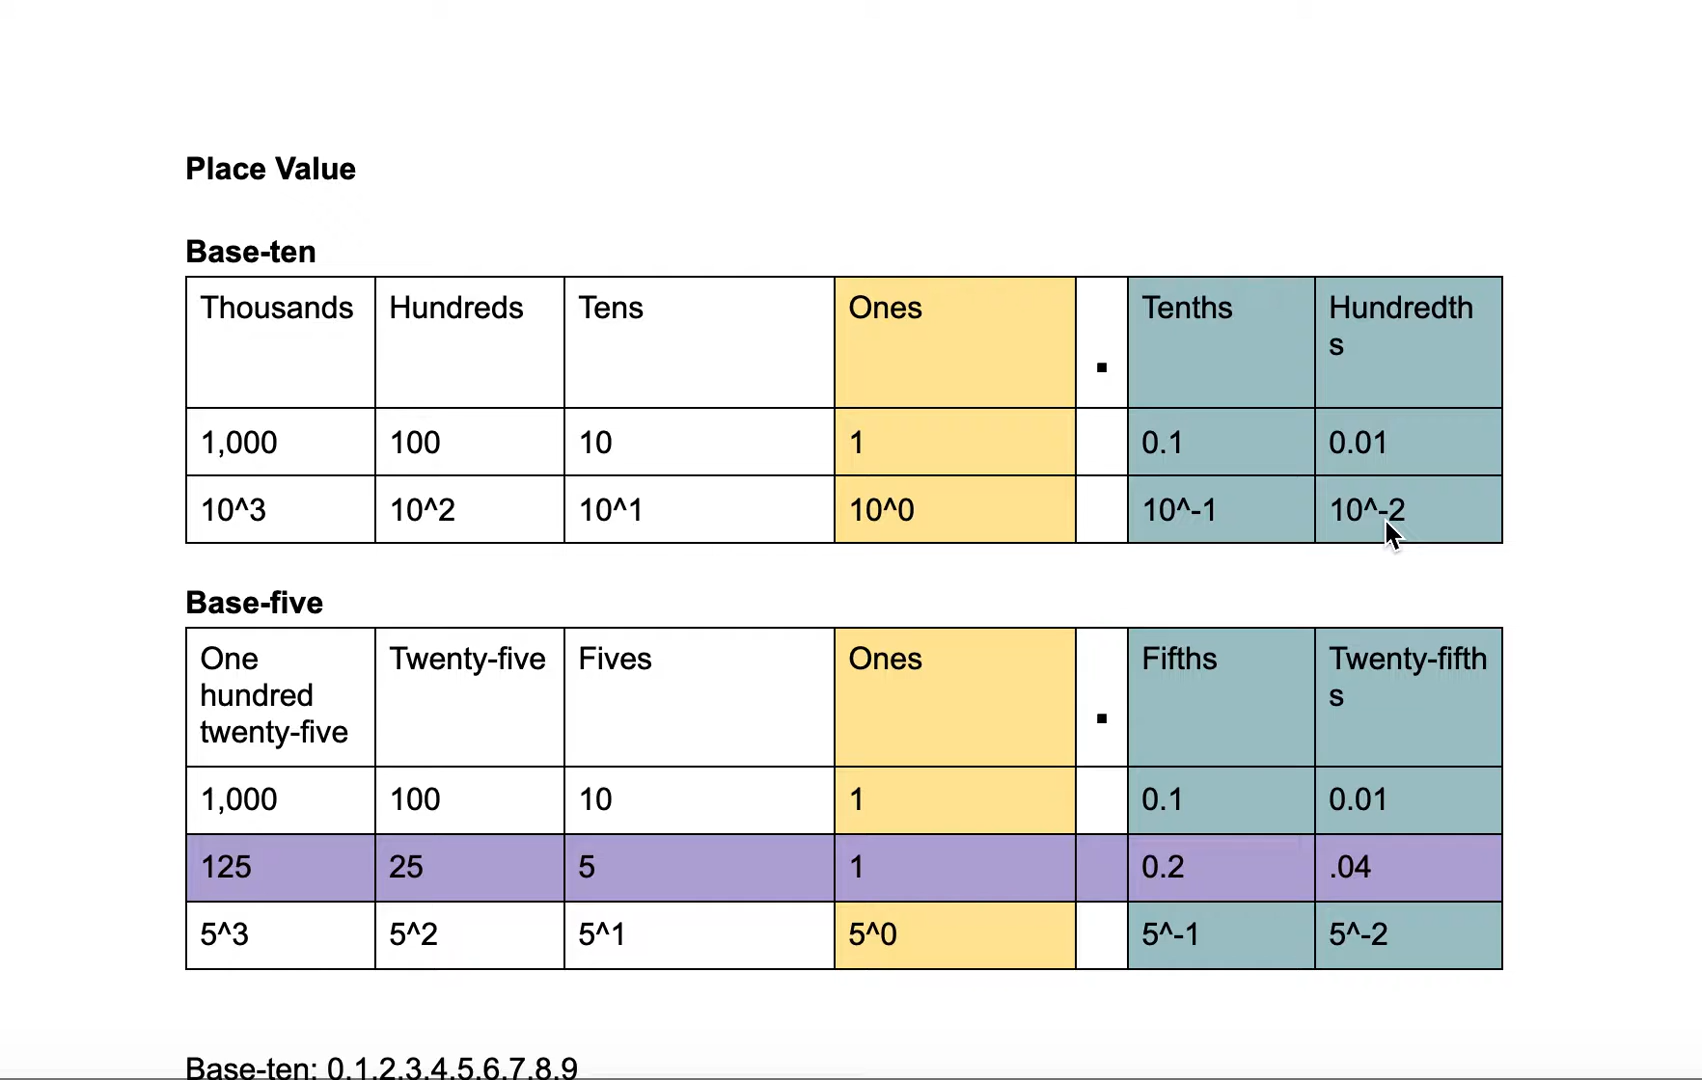 Place Value
Base-ten
Thousands Hundreds Tens Ones . Tenths Hundredth
s
1,000 100 10 1 0.1 0.01
10^3 10^2 10^1 10^0 10^-1 10^-2
Base-five
One Twenty-five Fives Ones . Fifths Twenty-fifth
hundred s
twenty-five
1,000 100 10 1 0.1 0.01
125 25 5 1 0.2 .04
5^3 5^2 5^1 5^0 5^-1 5^-2
Base-ten: 0,1,2,3,4,5,6,7,8,9